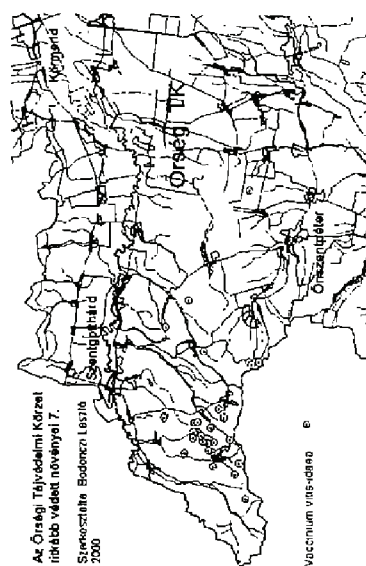 Az Őrségi Tájvédelmi Körzet
ritkább védett növényei 7.
Szerkesztette Bodonczi László
2000
Körmend
Szentgotthárd
Őrség TK
Őriszentpéter
Vaccinium vitis-idaea